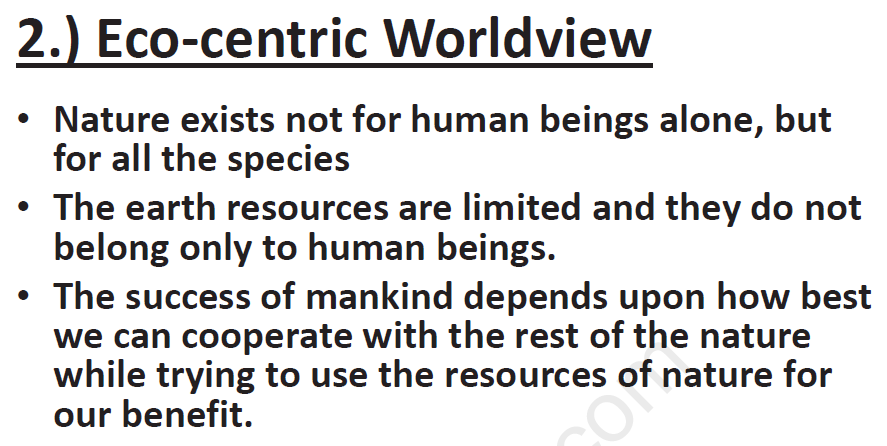 2.) Eco-centric Worldview
• Nature exists not for human beings alone, but
for all the species
• The earth resources are limited and they do not
belong only to human beings.
• The success of mankind depends upon how best
we can cooperate with the rest of the nature
while trying to use the resources of nature for
our benefit.
.com